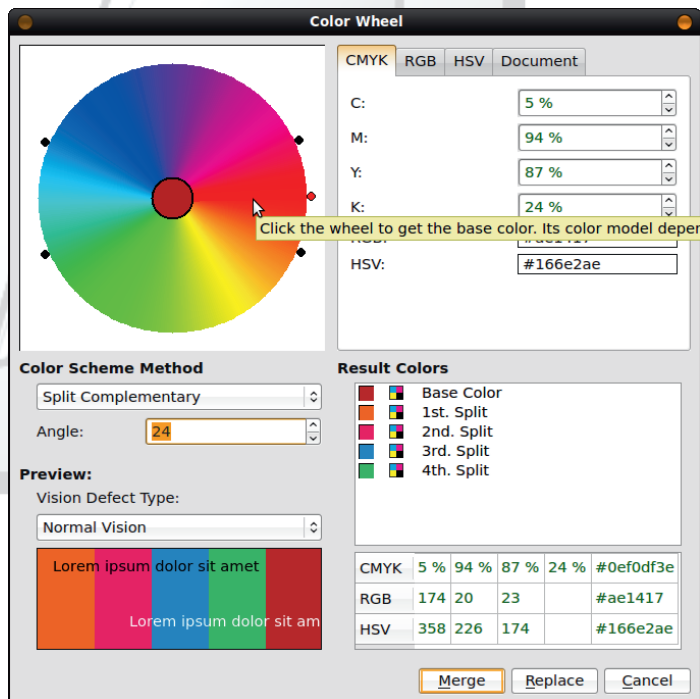 Color Wheel
CMYK RGB HSV Document
C: 5 %
M: 94 %
Y: 87 %
K: 24 %
Click the wheel to get the base color. Its color model deper
RGB: #ae1417
HSV: #166e2ae
Color Scheme Method
Split Complementary
Angle: 24
Preview:
Vision Defect Type:
Normal Vision
Lorem ipsum dolor sit amet
Lorem ipsum dolor sit am
Result Colors
Base Color
1st. Split
2nd. Split
3rd. Split
4th. Split
CMYK 5 % 94 % 87 % 24 % #0ef0df3e
RGB 174 20 23 #ae1417
HSV 358 226 174 #166e2ae
Merge Replace Cancel